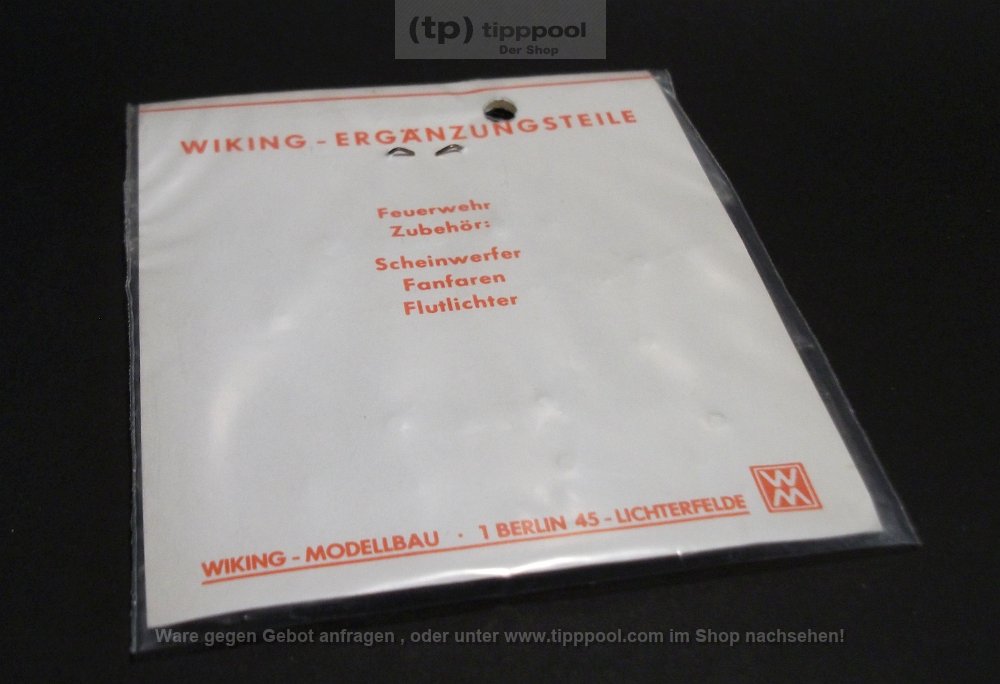 (tp) tipppool
Der Shop
WIKING - ERGÄNZUNGSTEILE
Feuerwehr
Zubehör:
Scheinwerfer
Fanfaren
Flutlichter
WIKING - MODELLBAU · 1 BERLIN 45 - LICHTERFELDE
WM
Ware gegen Gebot anfragen , oder unter www.tipppool.com im Shop nachsehen!